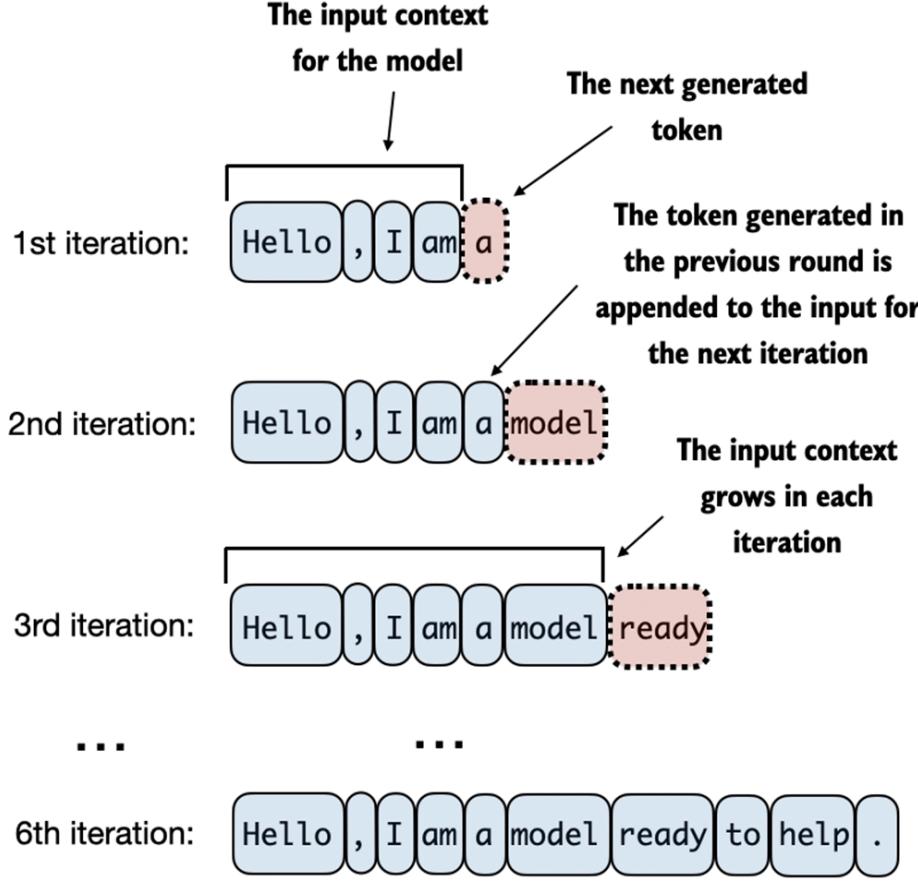 The input context
for the model
The next generated
token
1st iteration: Hello , I am a
The token generated in
the previous round is
appended to the input for
the next iteration
2nd iteration: Hello , I am a model
The input context
grows in each
iteration
3rd iteration: Hello , I am a model ready
... ...
6th iteration: Hello , I am a model ready to help .